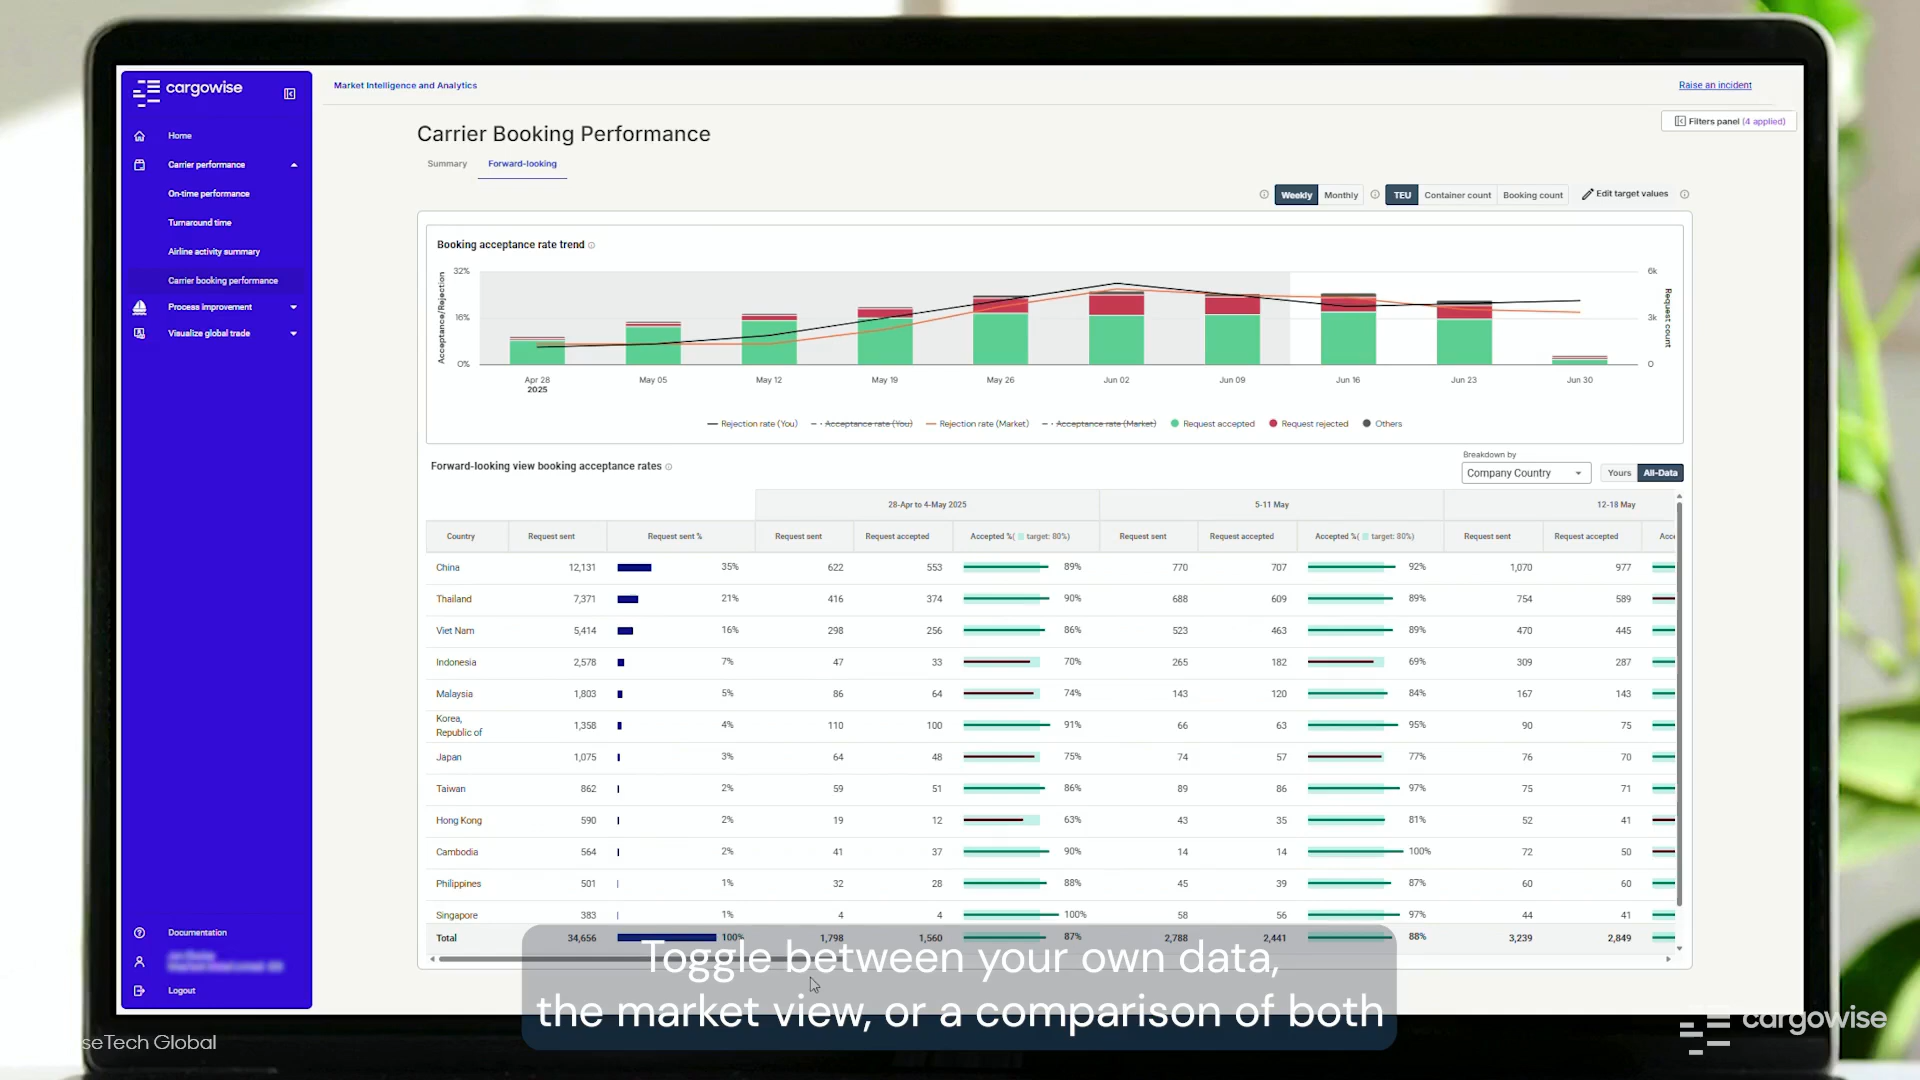 cargowise
Market Intelligence and Analytics
Raise an incident
Home
Carrier performance
On-time performance
Turnaround time
Airline activity summary
Carrier booking performance
Process improvement
Visualize global trade
Documentation
Logout
Carrier Booking Performance
Filters panel (4 applied)
Summary Forward-looking
Weekly Monthly TEU Container count Booking count Edit target values
Booking acceptance rate trend
Acceptance/Rejection
32% 6k
16% 3k
0% 0
Request count
Apr 28 May 05 May 12 May 19 May 26 Jun 02 Jun 09 Jun 16 Jun 23 Jun 30
2025
Rejection rate (You) Acceptance rate (You) Rejection rate (Market) Acceptance rate (Market) Request accepted Request rejected Others
Forward-looking view booking acceptance rates
Breakdown by
Company Country Yours All-Data
28-Apr to 4-May 2025 5-11 May 12-18 May
Country Request sent Request sent % Request sent Request accepted Accepted %( target: 80%) Request sent Request accepted Accepted %( target: 80%) Request sent Request accepted Acce
China 12,131 35% 622 553 89% 770 707 92% 1,070 977
Thailand 7,371 21% 416 374 90% 688 609 89% 754 589
Viet Nam 5,414 16% 298 256 86% 523 463 89% 470 445
Indonesia 2,578 7% 47 33 70% 265 182 69% 309 287
Malaysia 1,803 5% 86 64 74% 143 120 84% 167 143
Korea,
Republic of 1,358 4% 110 100 91% 66 63 95% 90 75
Japan 1,075 3% 64 48 75% 74 57 77% 76 70
Taiwan 862 2% 59 51 86% 89 86 97% 75 71
Hong Kong 590 2% 19 12 63% 43 35 81% 52 41
Cambodia 564 2% 41 37 90% 14 14 100% 72 50
Philippines 501 1% 32 28 88% 45 39 87% 60 60
Singapore 383 1% 4 4 100% 58 56 97% 44 41
Total 34,656 100% 1,798 1,560 87% 2,788 2,441 88% 3,239 2,849
Toggle between your own data,
the market view, or a comparison of both
seTech Global
cargowise